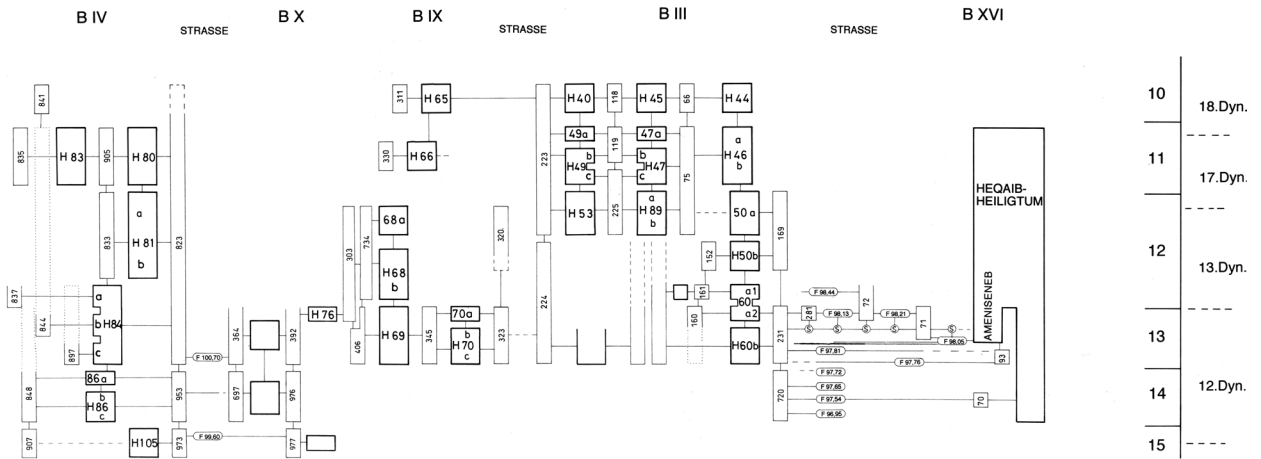 B IV
B X
B IX
B III
B XVI
STRASSE
STRASSE
STRASSE
841
311
H 65
H 40
118
H 45
66
H 44
10
18.Dyn.
835
H 83
905
H 80
330
H 66
223
49a
b
H49
c
119
47a
b
H47
c
75
a
H 46
b
11
17.Dyn.
833
a
H 81
b
823
303
734
68a
320
H 53
225
a
H 89
b
50 a
169
HEQAIB-
HEILIGTUM
H68
b
224
152
H50b
12
13.Dyn.
837
844
897
a
b H84
c
364
392
H 76
406
H 69
345
70a
b
H 70
c
323
161
160
a1
60
a2
H60b
231
281
F 98,44
F 98,13
72
F 98,21
71
S
S
S
S
F 98,05
AMENISENEB
13
F 100,70
F 97,81
F 97,76
93
848
86a
b
H86
c
953
697
976
720
F 97,72
F 97,65
F 97,54
F 96,95
70
14
12.Dyn.
907
H105
973
F 99,60
977
15